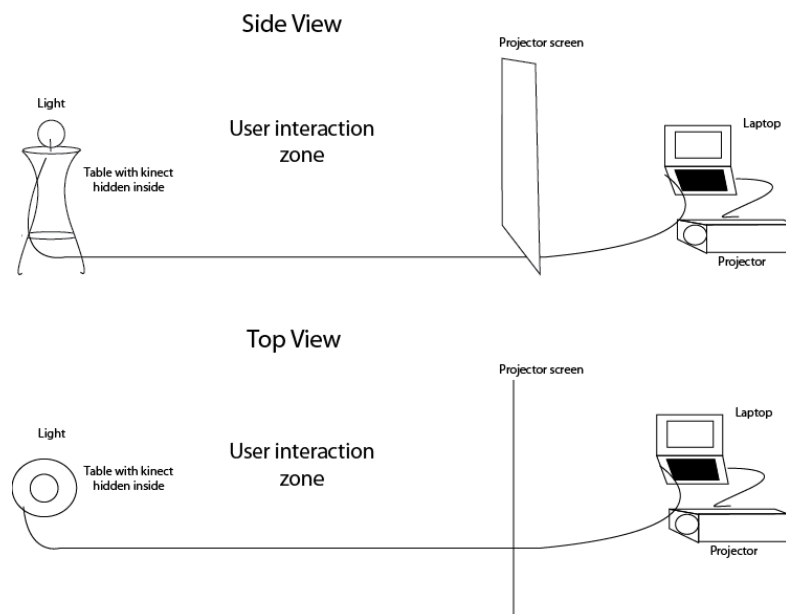 Side View
Projector screen
Light
User interaction
zone
Laptop
Table with kinect
hidden inside
Projector
Top View
Projector screen
Laptop
Light
User interaction
zone
Table with kinect
hidden inside
Projector